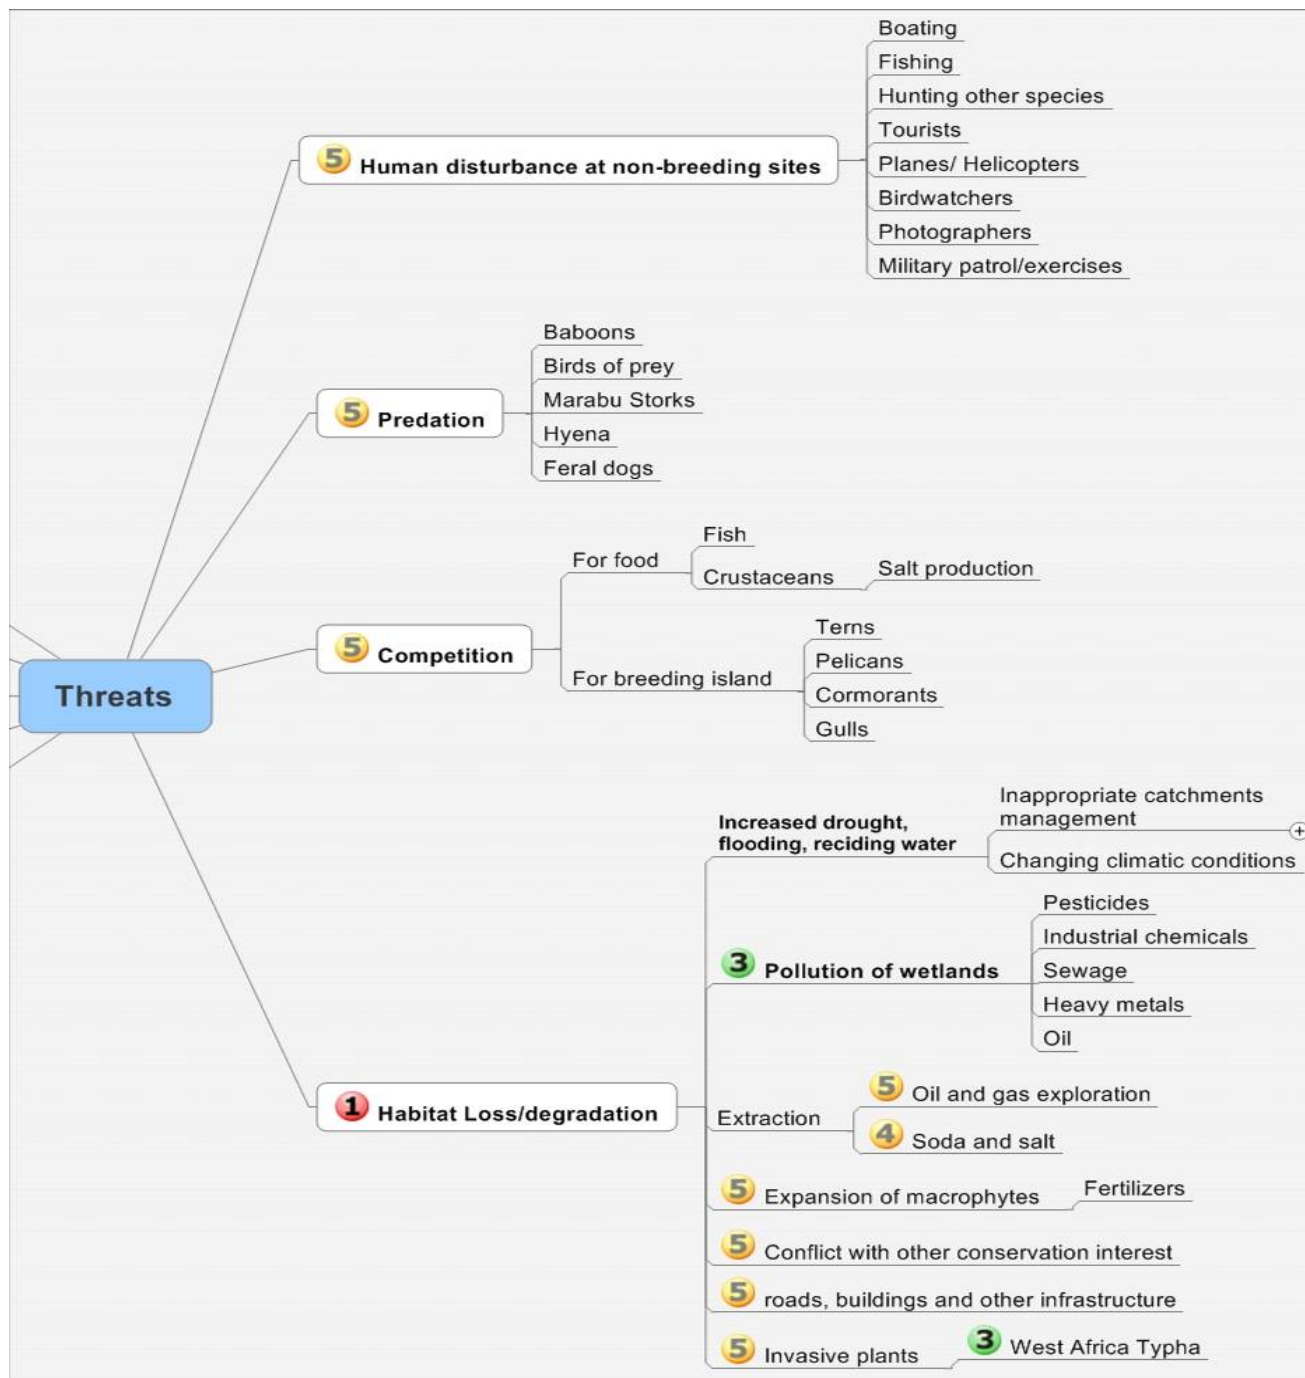 Boating
Fishing
Hunting other species
Tourists
5 Human disturbance at non-breeding sites
Planes/ Helicopters
Birdwatchers
Photographers
Military patrol/exercises
Baboons
Birds of prey
5 Predation
Marabu Storks
Hyena
Feral dogs
Fish
For food
Crustaceans
Salt production
Terns
5 Competition
Pelicans
For breeding island
Cormorants
Gulls
Threats
Inappropriate catchments
management
Increased drought,
flooding, reciding water
Changing climatic conditions
Pesticides
Industrial chemicals
3 Pollution of wetlands
Sewage
Heavy metals
Oil
1 Habitat Loss/degradation
Extraction
5 Oil and gas exploration
4 Soda and salt
5 Expansion of macrophytes
Fertilizers
5 Conflict with other conservation interest
5 roads, buildings and other infrastructure
5 Invasive plants
3 West Africa Typha